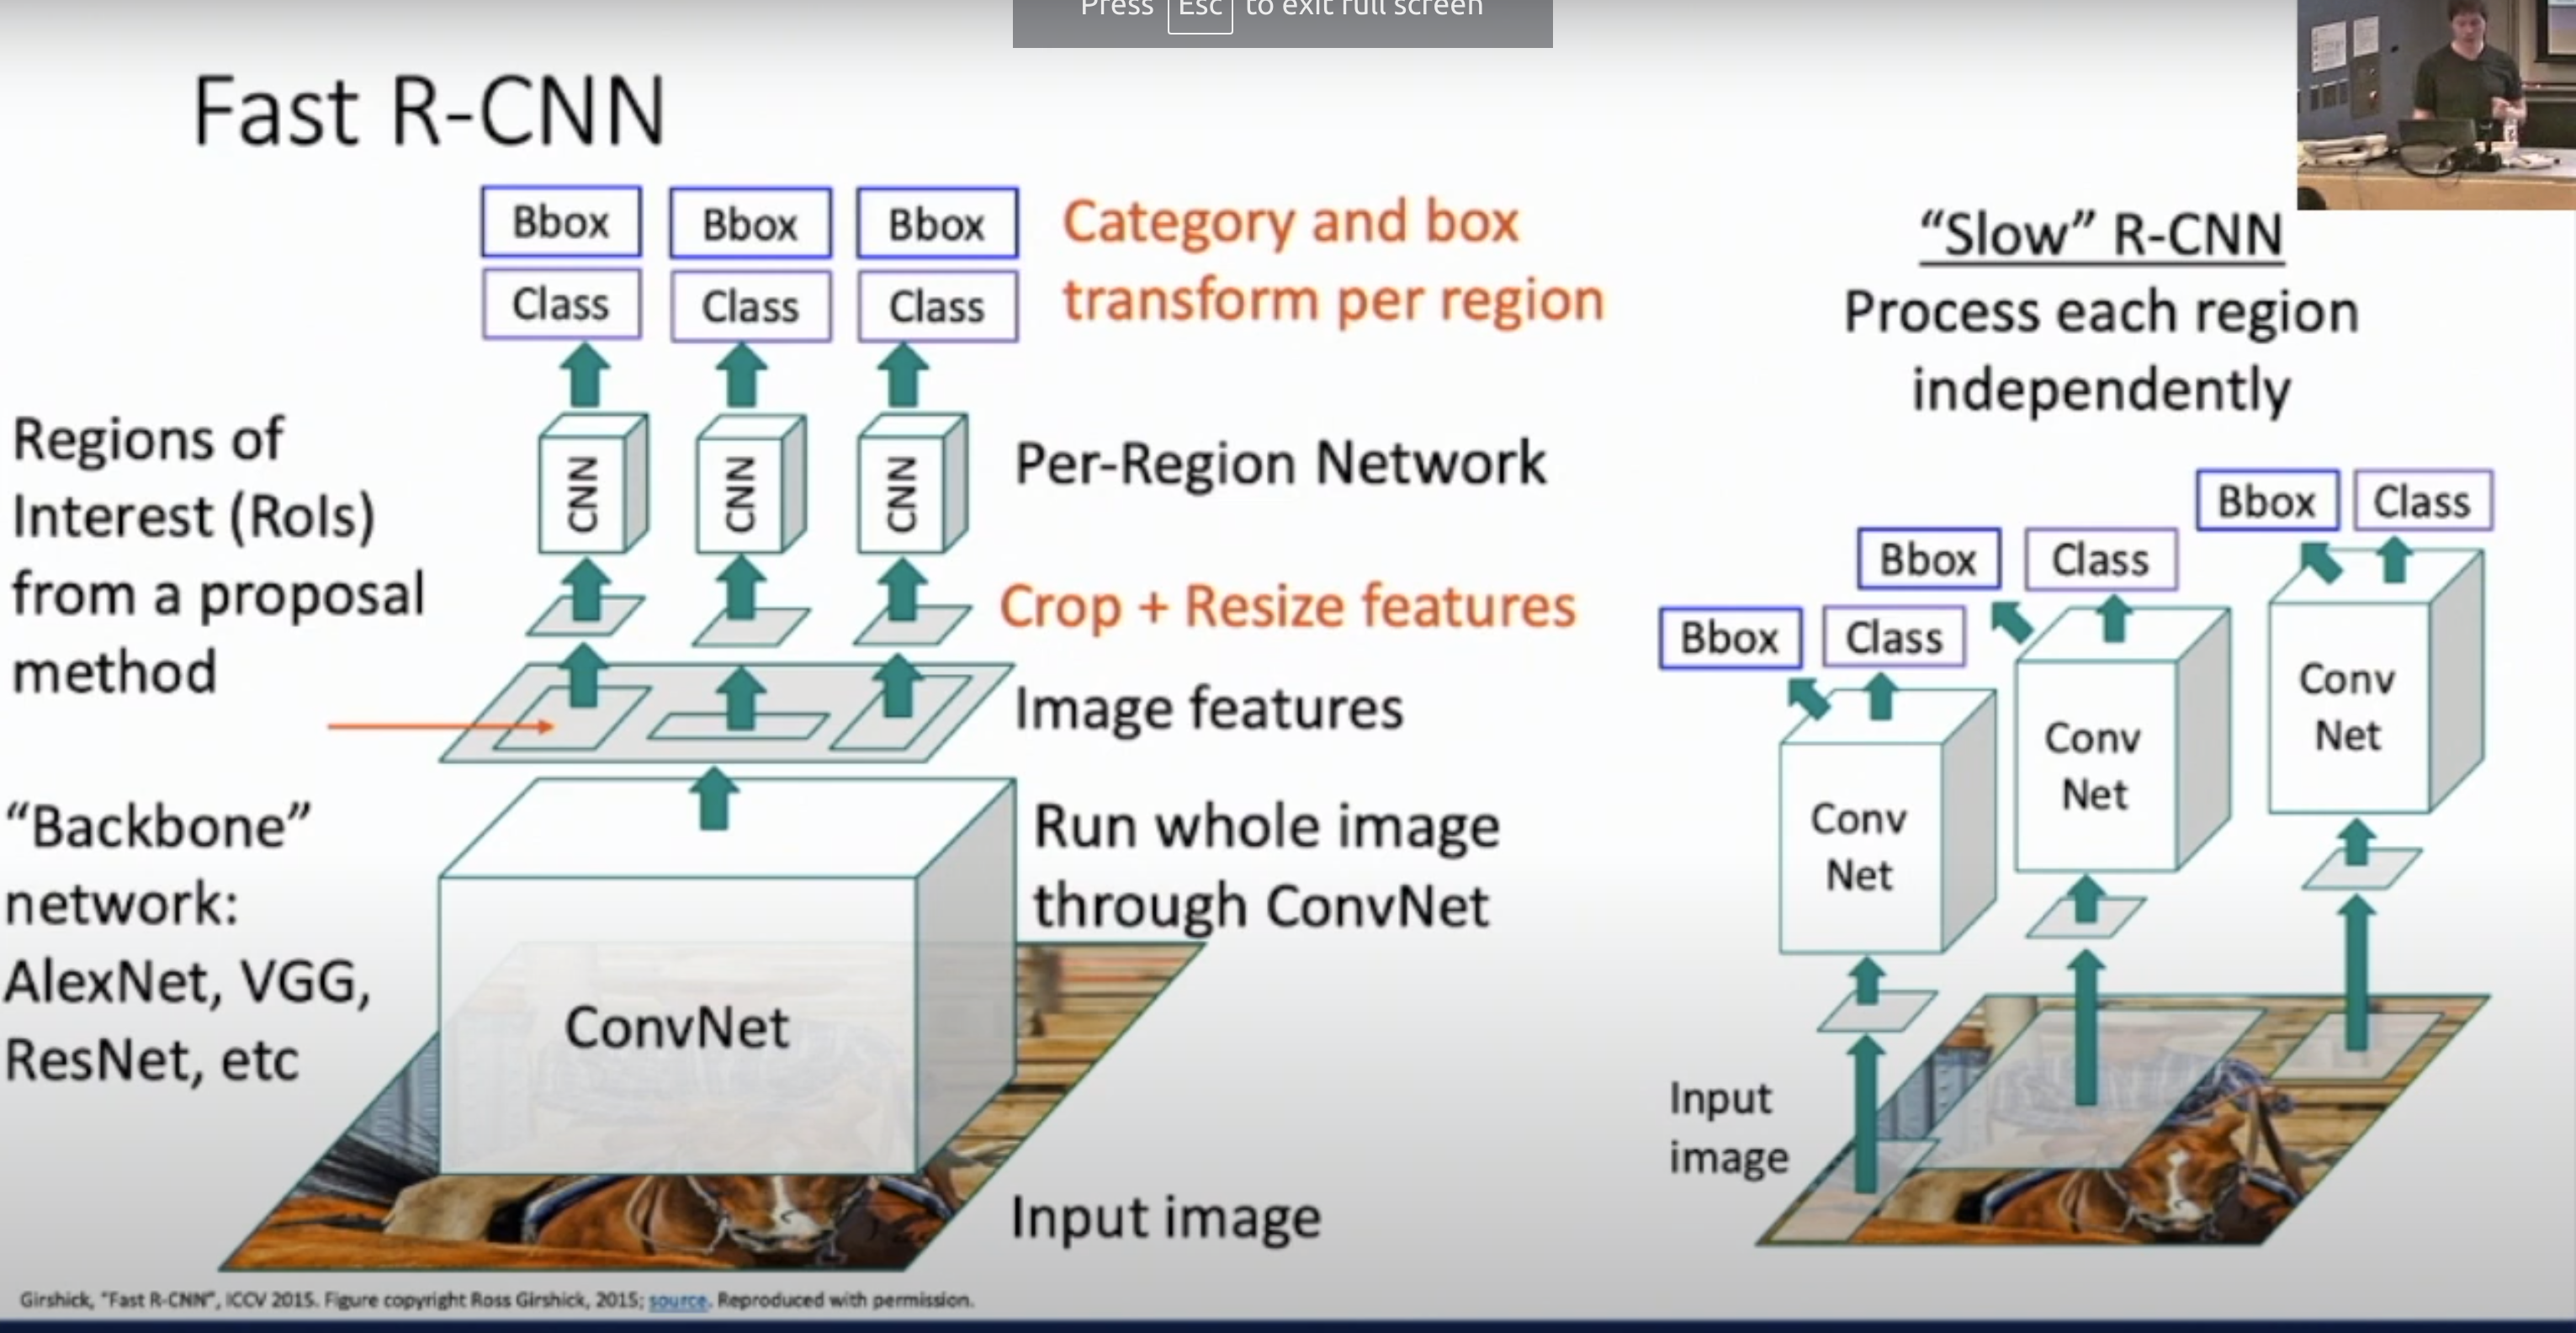 Press Esc to exit full screen
Fast R-CNN
Bbox Bbox Bbox
Class Class Class
Category and box
transform per region
CNN CNN CNN
Per-Region Network
Regions of
Interest (RoIs)
from a proposal
method
Crop + Resize features
Image features
"Backbone"
network:
AlexNet, VGG,
ResNet, etc
Run whole image
through ConvNet
ConvNet
Input image
“Slow” R-CNN
Process each region
independently
Bbox Class
Bbox Class
Bbox Class
Conv
Net
Conv
Net
Conv
Net
Input
image
Girshick, "Fast R-CNN", ICCV 2015. Figure copyright Ross Girshick, 2015; source. Reproduced with permission.